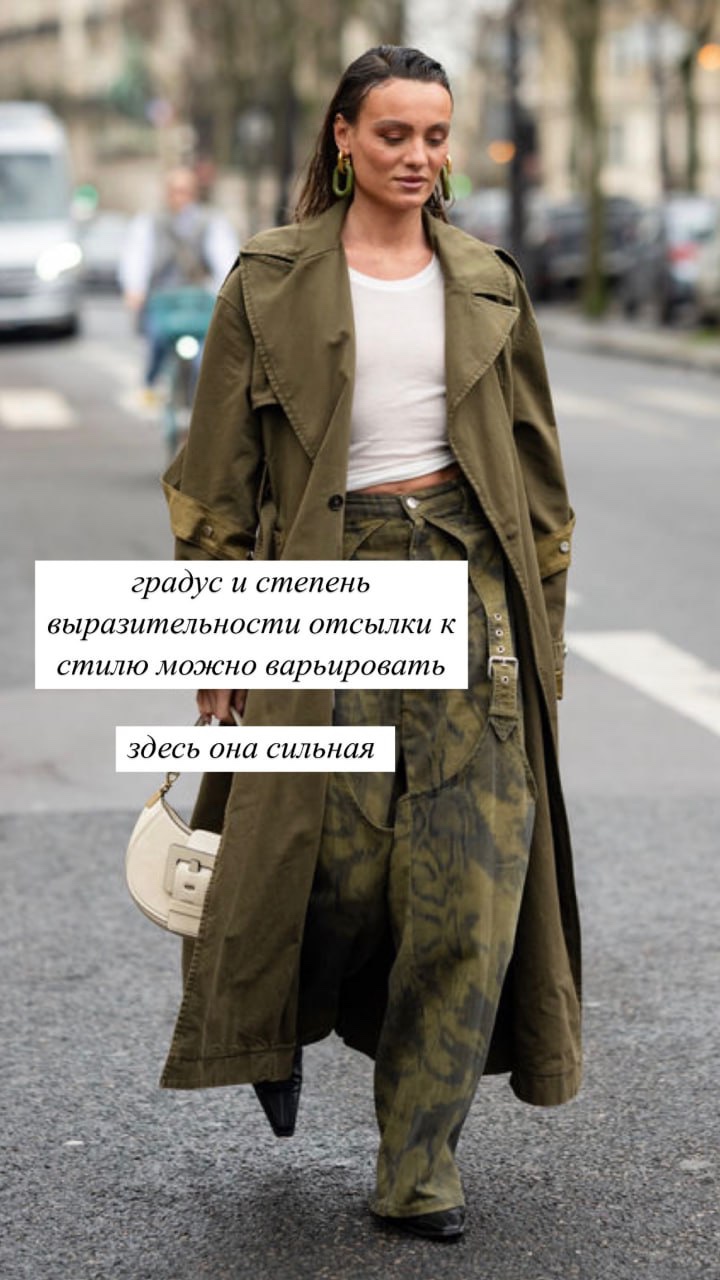 градус и степень
выразительности отсылки к
стилю можно варьировать
здесь она сильная